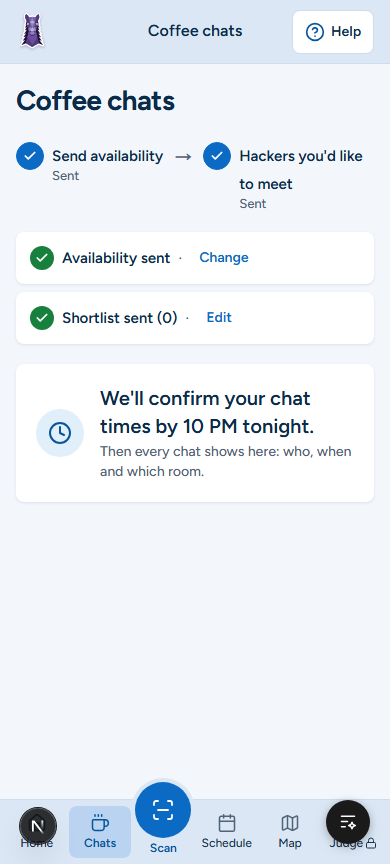 Coffee chats
Help
Coffee chats
Send availability
Sent
→
Hackers you'd like
to meet
Sent
Availability sent · Change
Shortlist sent (0) · Edit
We'll confirm your chat
times by 10 PM tonight.
Then every chat shows here: who, when
and which room.
N
Home
Chats
Scan
Schedule
Map
Judge